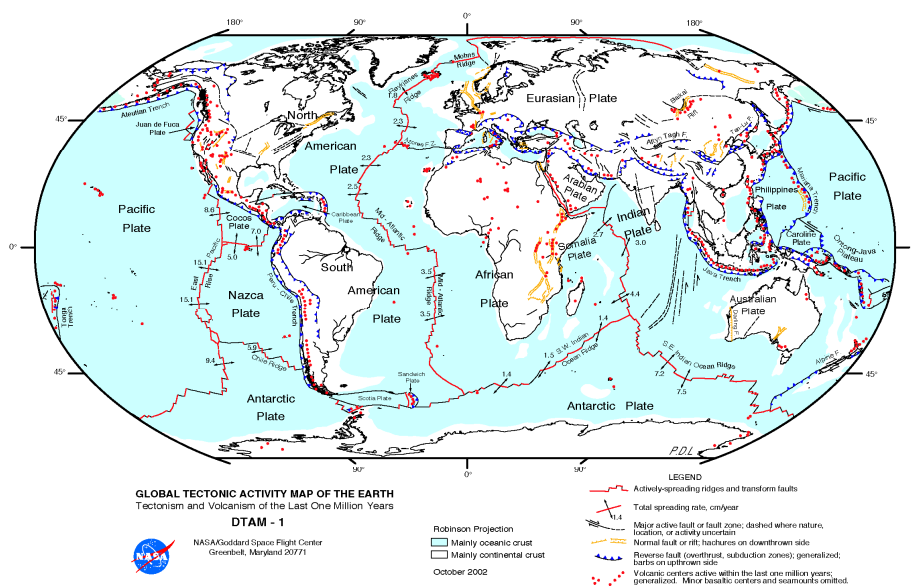 180°
90°
0°
90°
180°
Mohns
Ridge
Reykjanes
Ridge
1.8
Eurasian Plate
Baikal
Rift
Aleutian Trench
45°
45°
Juan de Fuca
Plate
North
American
Plate
2.3
Azores F.Z.
Altyn Tagh F.
Tan-Lu F.
2.3
2.5
Arabian
Plate
Indian
Plate
Philippines
Plate
Mariana Trench
Pacific
Plate
Pacific
Plate
8.6
Cocos
Plate
7.0
5.0
Caribbean
Plate
Mid - Atlantic
Ridge
2.7
3.0
Somalia
Plate
Caroline
Plate
Ontong-Java
Plateau
0°
0°
15.1
East Pacific
Rise
15.1
Nazca
Plate
Peru - Chile Trench
South
American
Plate
3.5
Mid - Atlantic
Ridge
3.5
African
Plate
4.4
1.4
Java Trench
Australian
Plate
Darling F.
Tonga
Trench
5.9
Chile Ridge
9.4
1.5
S.W. Indian
Ocean Ridge
1.4
S.E. Indian Ocean Ridge
7.2
7.5
Alpine F.
45°
45°
Sandwich
Plate
Scotia Plate
Antarctic
Plate
Antarctic Plate
P.D.L
90°
0°
90°
GLOBAL TECTONIC ACTIVITY MAP OF THE EARTH
Tectonism and Volcanism of the Last One Million Years
DTAM - 1
NASA
NASA/Goddard Space Flight Center
Greenbelt, Maryland 20771
Robinson Projection
Mainly oceanic crust
Mainly continental crust
October 2002
LEGEND
Actively-spreading ridges and transform faults
Total spreading rate, cm/year
1.4
Major active fault or fault zone; dashed where nature,
location, or activity uncertain
Normal fault or rift; hachures on downthrown side
Reverse fault (overthrust, subduction zones); generalized;
barbs on upthrown side
Volcanic centers active within the last one million years;
generalized. Minor basaltic centers and seamounts omitted.